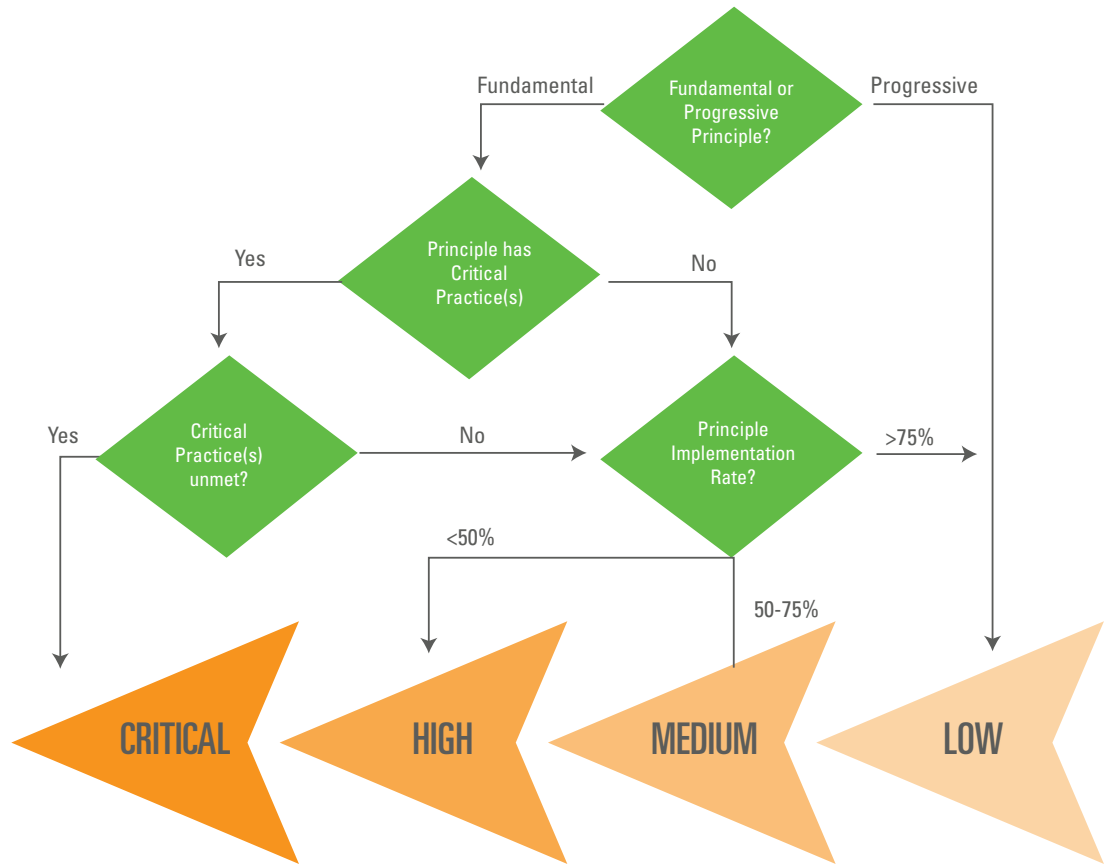 Fundamental
Fundamental or
Progressive
Principle?
Progressive
Yes
Principle has
Critical
Practice(s)
No
Yes
Critical
Practice(s)
unmet?
No
Principle
Implementation
Rate?
>75%
<50%
50-75%
CRITICAL
HIGH
MEDIUM
LOW